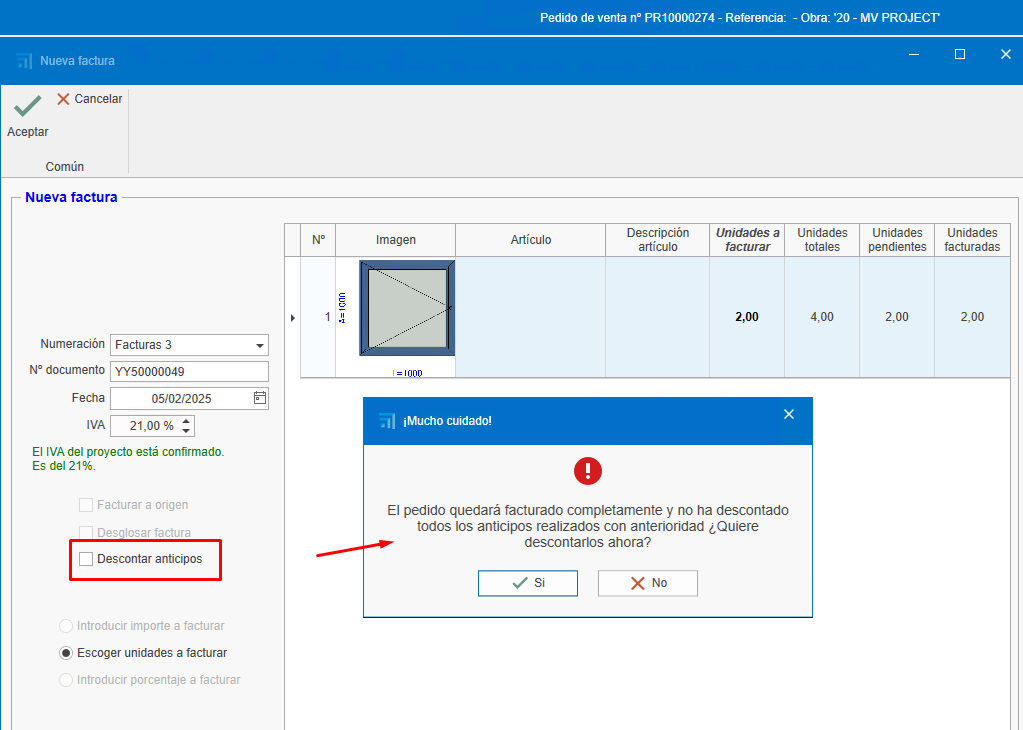 Pedido de venta nº PR10000274 - Referencia:  - Obra: '20 - MV PROJECT'
Nueva factura
Cancelar
Aceptar
Común
Nueva factura
Nº
Imagen
Artículo
Descripción
artículo
Unidades a
facturar
Unidades
totales
Unidades
pendientes
Unidades
facturadas
1
A=1000
L=1000
2,00
4,00
2,00
2,00
Numeración
Facturas 3
Nº documento
YY50000049
Fecha
05/02/2025
IVA
21,00 %
El IVA del proyecto está confirmado.
Es del 21%.
Facturar a origen
Desglosar factura
Descontar anticipos
Introducir importe a facturar
Escoger unidades a facturar
Introducir porcentaje a facturar
¡Mucho cuidado!
El pedido quedará facturado completamente y no ha descontado
todos los anticipos realizados con anterioridad ¿Quiere
descontarlos ahora?
Si
No